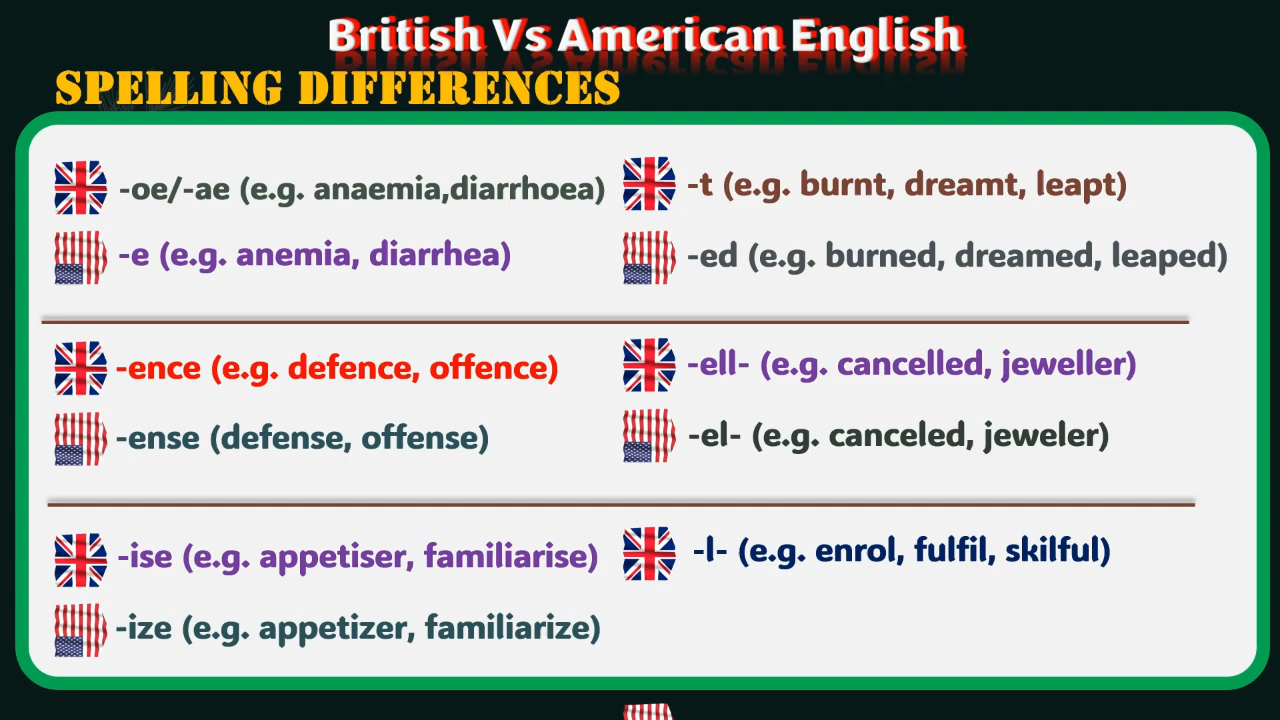 British Vs American English
SPELLING DIFFERENCES
-oe/-ae (e.g. anaemia,diarrhoea)
-e (e.g. anemia, diarrhea)
-t (e.g. burnt, dreamt, leapt)
-ed (e.g. burned, dreamed, leaped)
-ence (e.g. defence, offence)
-ense (defense, offense)
-ell- (e.g. cancelled, jeweller)
-el- (e.g. canceled, jeweler)
-ise (e.g. appetiser, familiarise)
-ize (e.g. appetizer, familiarize)
-l- (e.g. enrol, fulfil, skilful)